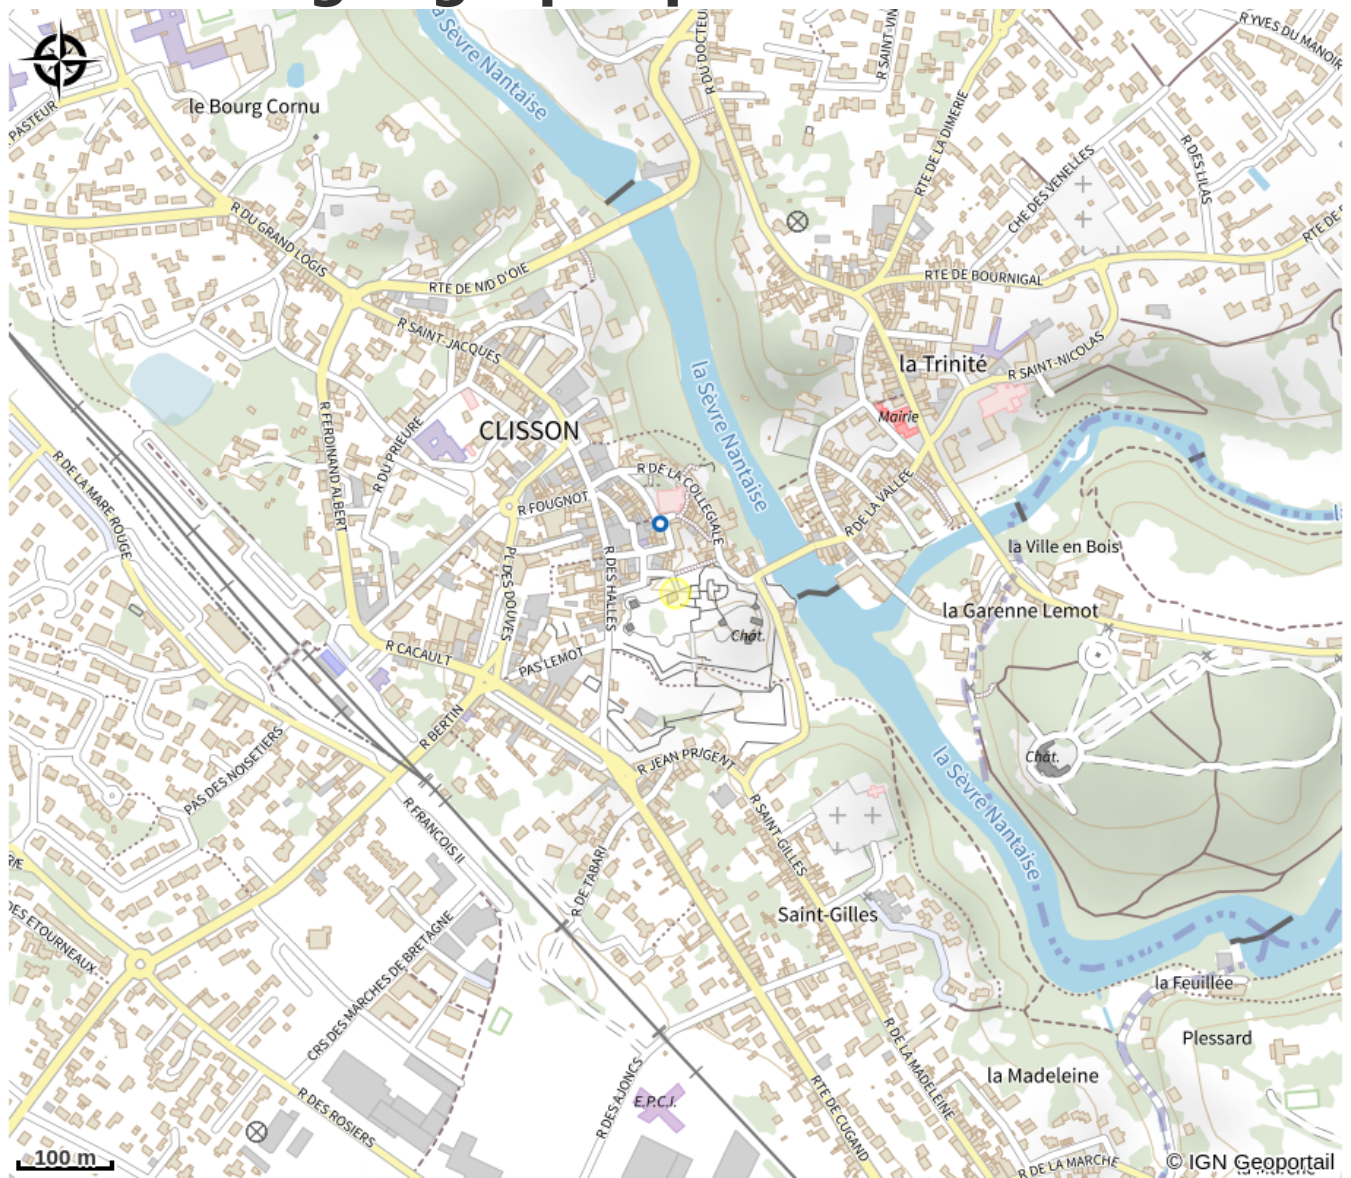 la Sèvre Nantaise
R YVES DU MANOIR
le Bourg Cornu
PASTEUR
RTE DE LA DIMERIE
R DES LILAS
CHE DES VENELLES
R DU GRAND LOGIS
RTE DE NID D'OIE
RTE DE BOURNIGAL
R SAINT-JACQUES
la Trinité
R SAINT-NICOLAS
la Sèvre Nantaise
Mairie
CLISSON
R FERDINAND ALBERT
R DU PRIEURE
R DE LA MARE ROUGE
R FOUGNOT
R DE LA COLLEGIALE
R DE LA VALLÉE
PL DES DOUVES
R DES HALLES
la Ville en Bois
la Garenne Lemot
Chât.
R CACAULT
PAS LEMOT
R BERTIN
R JEAN PRIGENT
Chât.
PAS DES NOISETIERS
R FRANCOIS II
R SAINT-GILLES
la Sèvre Nantaise
R DE TABARI
Saint-Gilles
DES ETOURNEAUX
CRS DES MARCHES DE BRETAGNE
la Feuillée
Plessard
la Madeleine
R DE LA MADELEINE
R DES AJONCS
E.P.C.I.
RTE DE CUGAND
R DES ROSIERS
R DE LA MARCHE
100 m
© IGN Geoportail